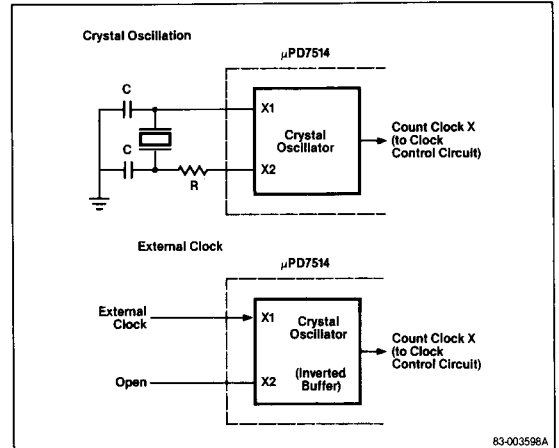 Crystal Oscillation
μPD7514
C
X1
Crystal
Oscillator
Count Clock X
(to Clock
Control Circuit)
C
X2
R
External Clock
μPD7514
External
Clock
X1
Crystal
Oscillator
Count Clock X
(to Clock
Control Circuit)
Open
X2
(Inverted
Buffer)
83-003598A